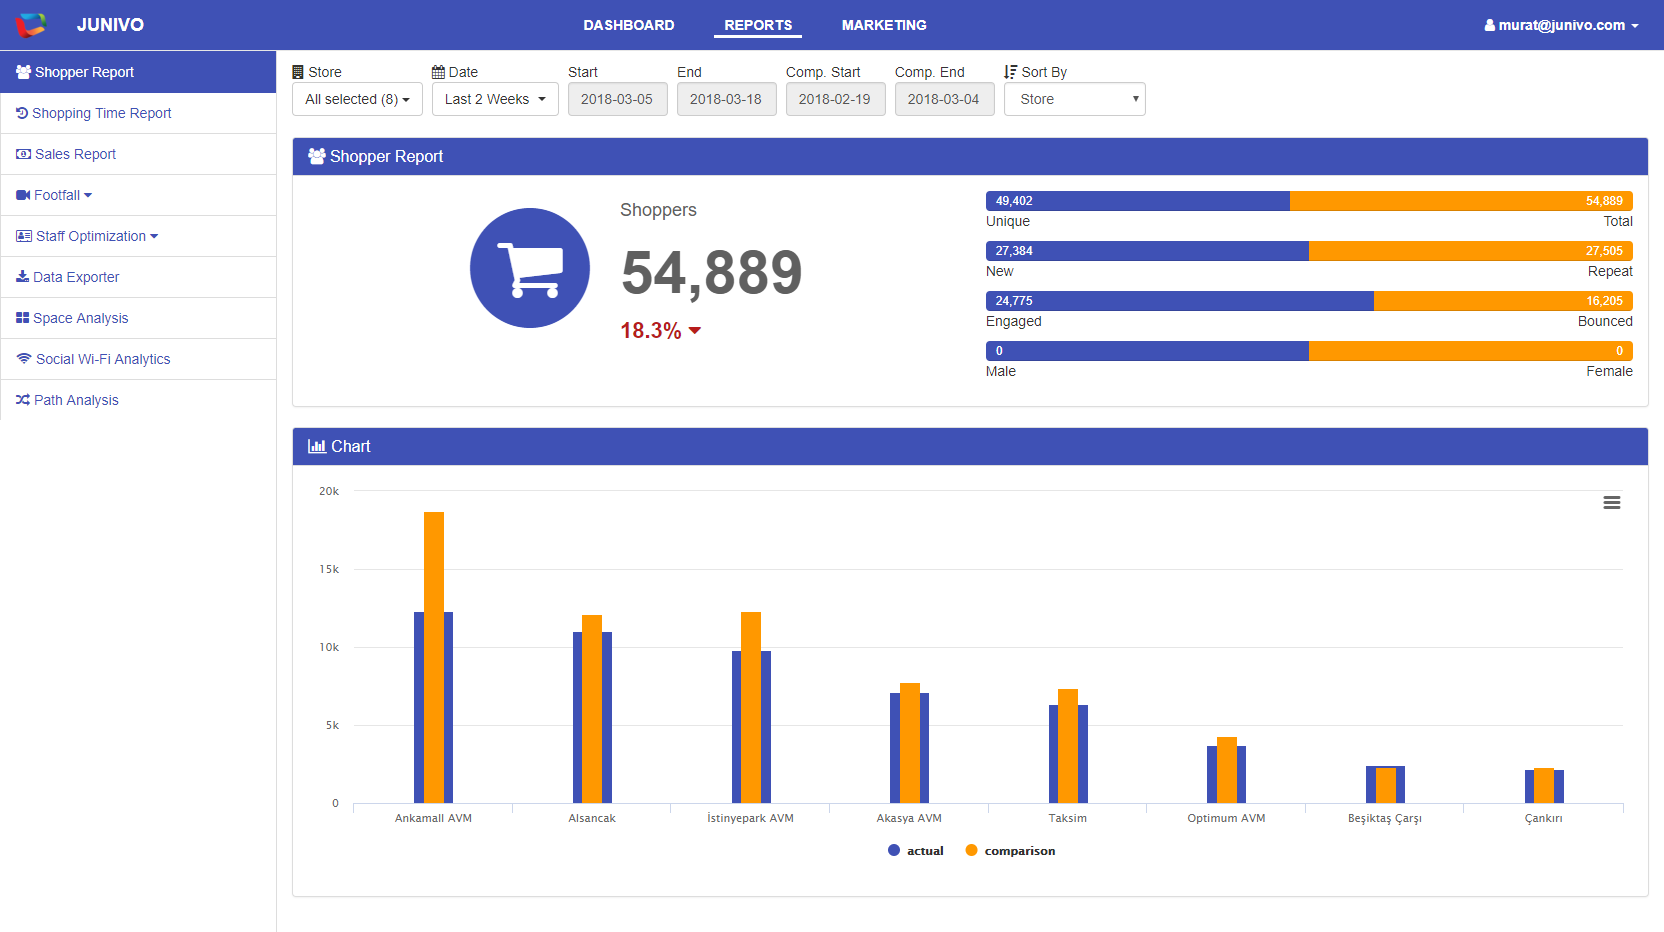 JUNIVO
DASHBOARD REPORTS MARKETING
murat@junivo.com
Shopper Report
Shopping Time Report
Sales Report
Footfall
Staff Optimization
Data Exporter
Space Analysis
Social Wi-Fi Analytics
Path Analysis
Store Date Start End Comp. Start Comp. End Sort By
All selected (8) Last 2 Weeks 2018-03-05 2018-03-18 2018-02-19 2018-03-04 Store
Shopper Report
Shoppers
54,889
18.3%
49,402 54,889
Unique Total
27,384 27,505
New Repeat
24,775 16,205
Engaged Bounced
0 0
Male Female
Chart
20k
15k
10k
5k
0
Ankamall AVM Alsancak İstinyepark AVM Akasya AVM Taksim Optimum AVM Beşiktaş Çarşı Çankırı
actual comparison